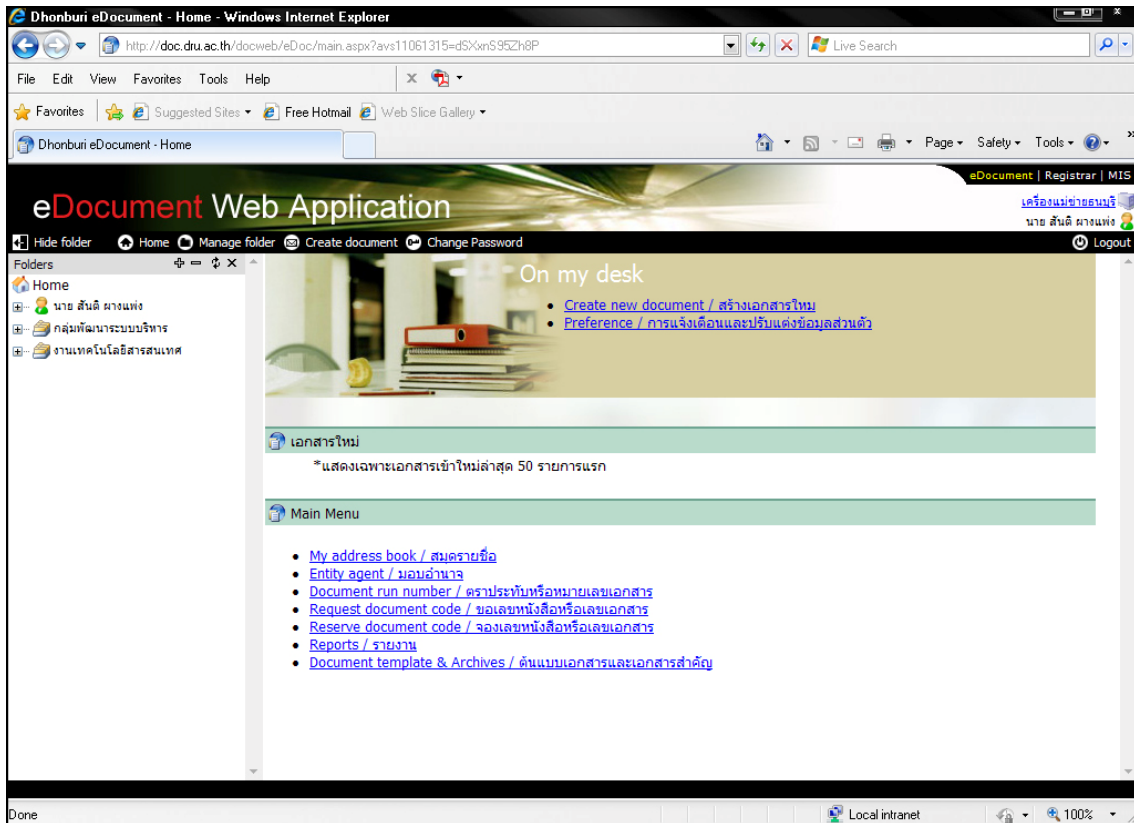 Dhonburi eDocument - Home - Windows Internet Explorer
http://doc.dru.ac.th/docweb/eDoc/main.aspx?avs11061315=dSXxnS95Zh8P
Live Search
File Edit View Favorites Tools Help
Favorites Suggested Sites Free Hotmail Web Slice Gallery
Dhonburi eDocument - Home
Page Safety Tools
eDocument | Registrar | MIS
eDocument Web Application
เครื่องแม่ข่ายธนบุรี
นาย สันติ ผางแพ่ง
Hide folder Home Manage folder Create document Change Password Logout
Folders
Home
นาย สันติ ผางแพ่ง
กลุ่มพัฒนาระบบบริหาร
งานเทคโนโลยีสารสนเทศ
On my desk
Create new document / สร้างเอกสารใหม่
Preference / การแจ้งเตือนและปรับแต่งข้อมูลส่วนตัว
เอกสารใหม่
*แสดงเฉพาะเอกสารเข้าใหม่ล่าสุด 50 รายการแรก
Main Menu
My address book / สมุดรายชื่อ
Entity agent / มอบอำนาจ
Document run number / ตราประทับหรือหมายเลขเอกสาร
Request document code / ขอเลขหนังสือหรือเลขเอกสาร
Reserve document code / จองเลขหนังสือหรือเลขเอกสาร
Reports / รายงาน
Document template & Archives / ต้นแบบเอกสารและเอกสารสำคัญ
Done
Local intranet
100%